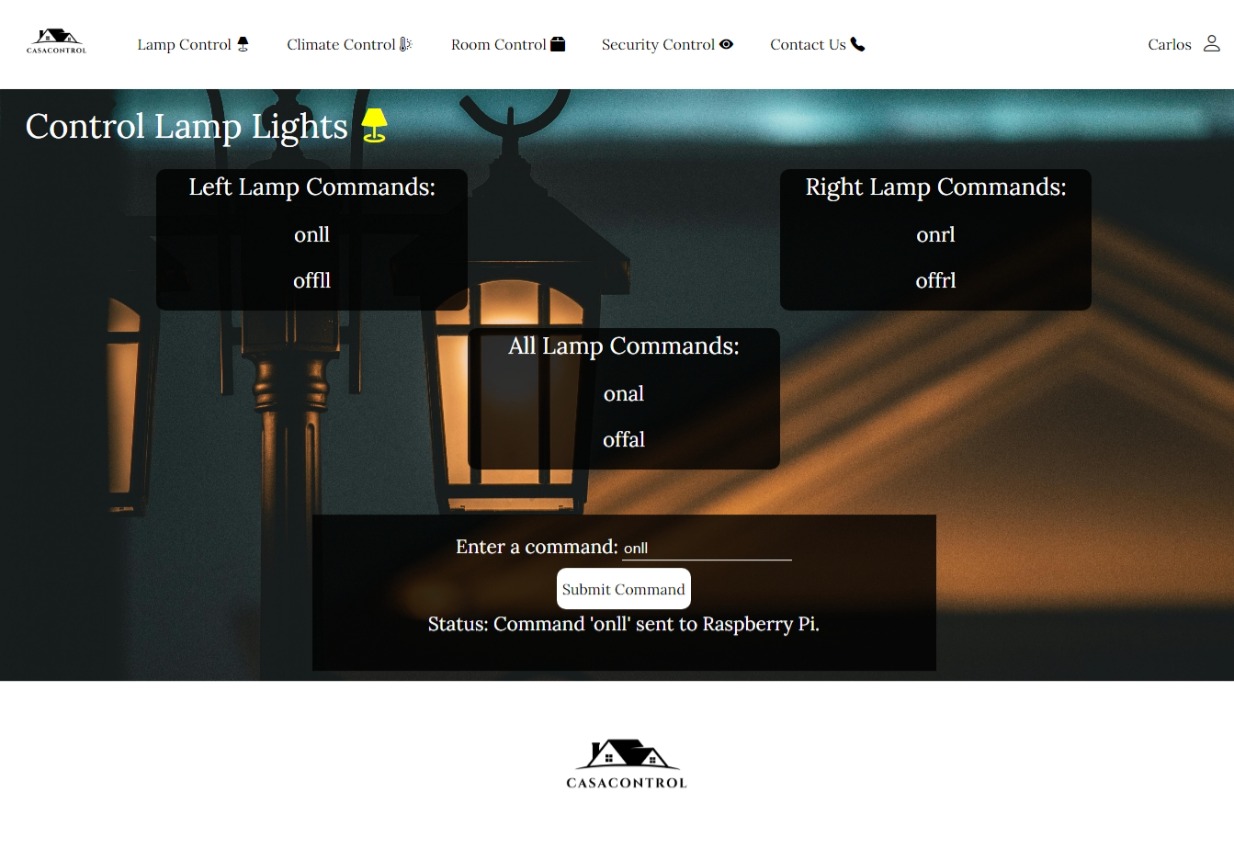 CASACONTROL
Lamp Control
Climate Control
Room Control
Security Control
Contact Us
Carlos
Control Lamp Lights
Left Lamp Commands:
onll
offll
Right Lamp Commands:
onrl
offrl
All Lamp Commands:
onal
offal
Enter a command: onll
Submit Command
Status: Command 'onll' sent to Raspberry Pi.
CASACONTROL